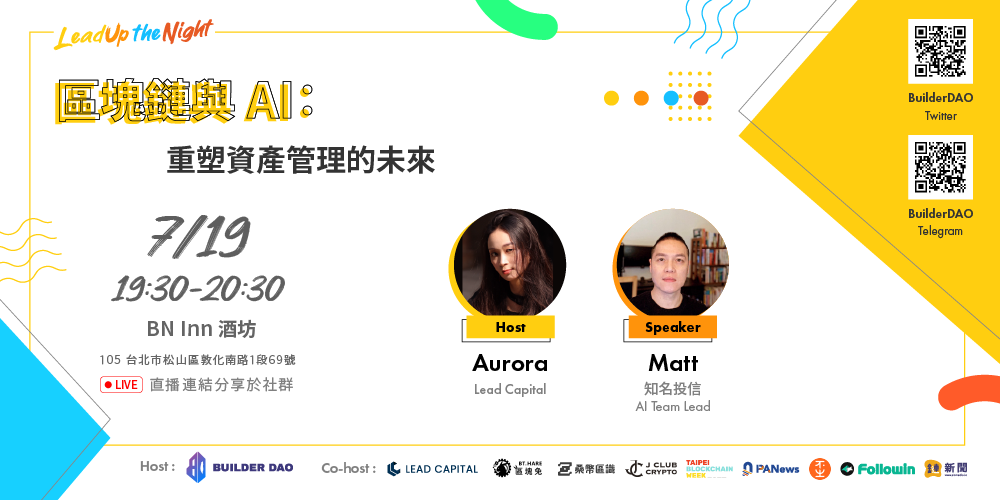 LeadUp the Night
區塊鏈與 AI：
重塑資產管理的未來
7/19
19:30-20:30
BN Inn 酒坊
105 台北市松山區敦化南路1段69號
LIVE 直播連結分享於社群
Host
Aurora
Lead Capital
Speaker
Matt
知名投信
AI Team Lead
BuilderDAO
Twitter
BuilderDAO
Telegram
Host : BUILDER DAO
Co-host : LEAD CAPITAL
BT.HARE
區塊兔
桑幣區識
J CLUB
CRYPTO
TAIPEI
BLOCKCHAIN
WEEK
PANews
Followin
新聞